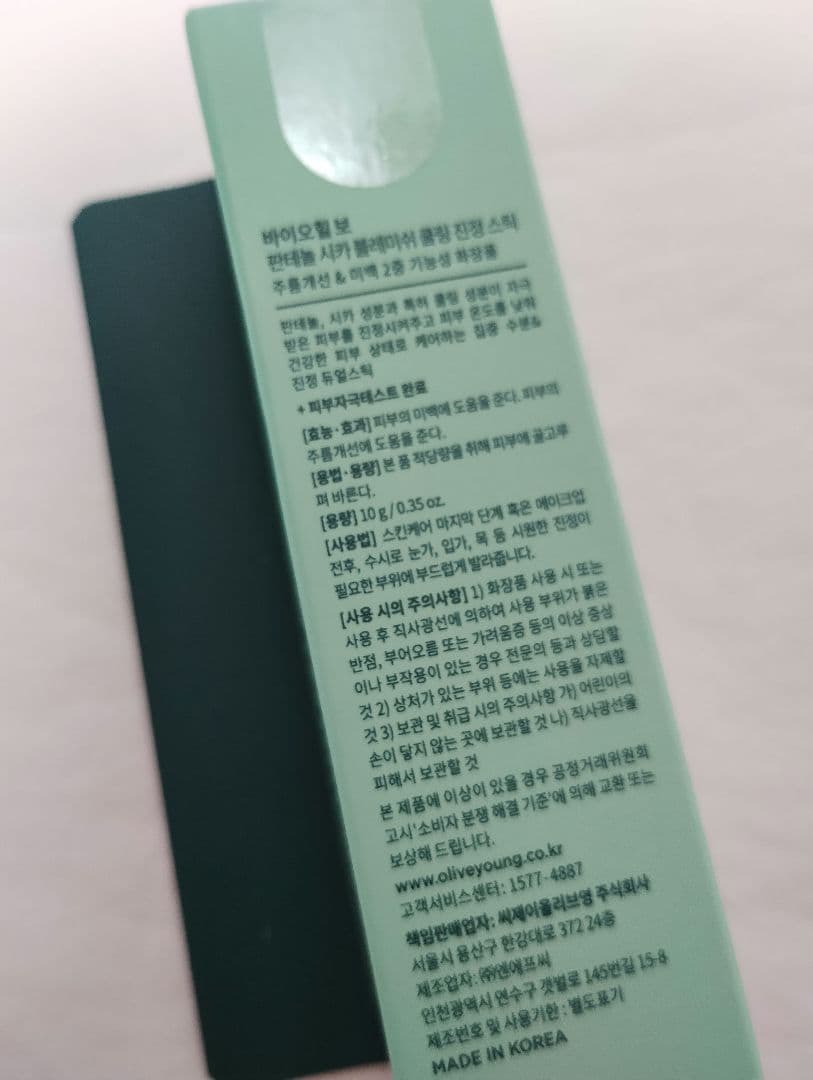 바이오힐 보
판테놀 시카 블레미쉬 쿨링 진정 스틱
주름개선 & 미백 2중 기능성 화장품
판테놀, 시카 성분과 특허 쿨링 성분이 자극
받은 피부를 진정시켜주고 피부 온도를 낮춰
건강한 피부 상태로 케어하는 집중 수분&
진정 듀얼스틱
+ 피부자극테스트 완료
[효능·효과] 피부의 미백에 도움을 준다. 피부의
주름개선에 도움을 준다.
[용법·용량] 본 품 적당량을 취해 피부에 골고루
펴 바른다.
[용량] 10 g / 0.35 oz.
[사용법] 스킨케어 마지막 단계 혹은 메이크업
전후, 수시로 눈가, 입가, 목 등 시원한 진정이
필요한 부위에 부드럽게 발라줍니다.
[사용 시의 주의사항] 1) 화장품 사용 시 또는
사용 후 직사광선에 의하여 사용 부위가 붉은
반점, 부어오름 또는 가려움증 등의 이상 증상
이나 부작용이 있는 경우 전문의 등과 상담할
것 2) 상처가 있는 부위 등에는 사용을 자제할
것 3) 보관 및 취급 시의 주의사항 가) 어린이의
손이 닿지 않는 곳에 보관할 것 나) 직사광선을
피해서 보관할 것
본 제품에 이상이 있을 경우 공정거래위원회
고시 '소비자 분쟁 해결 기준'에 의해 교환 또는
보상해 드립니다.
www.oliveyoung.co.kr
고객서비스센터: 1577-4887
책임판매업자: 씨제이올리브영 주식회사
서울시 용산구 한강대로 372 24층
제조업자: ㈜엔에프씨
인천광역시 연수구 갯벌로 145번길 15-8
제조번호 및 사용기한 : 별도표기
MADE IN KOREA